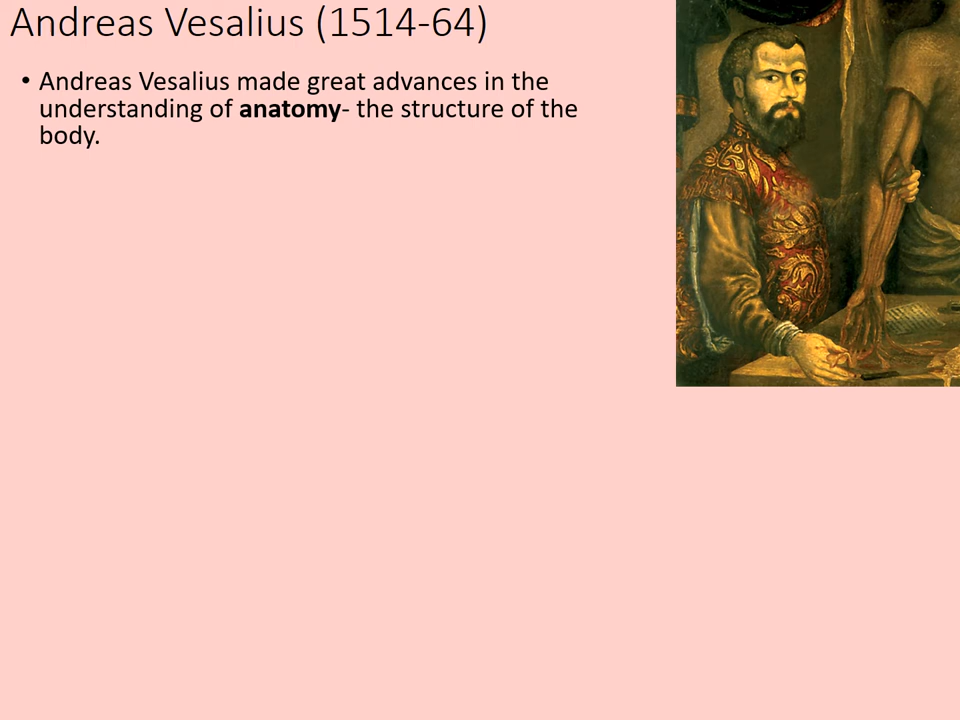 Andreas Vesalius (1514-64)
• Andreas Vesalius made great advances in the
understanding of anatomy- the structure of the
body.